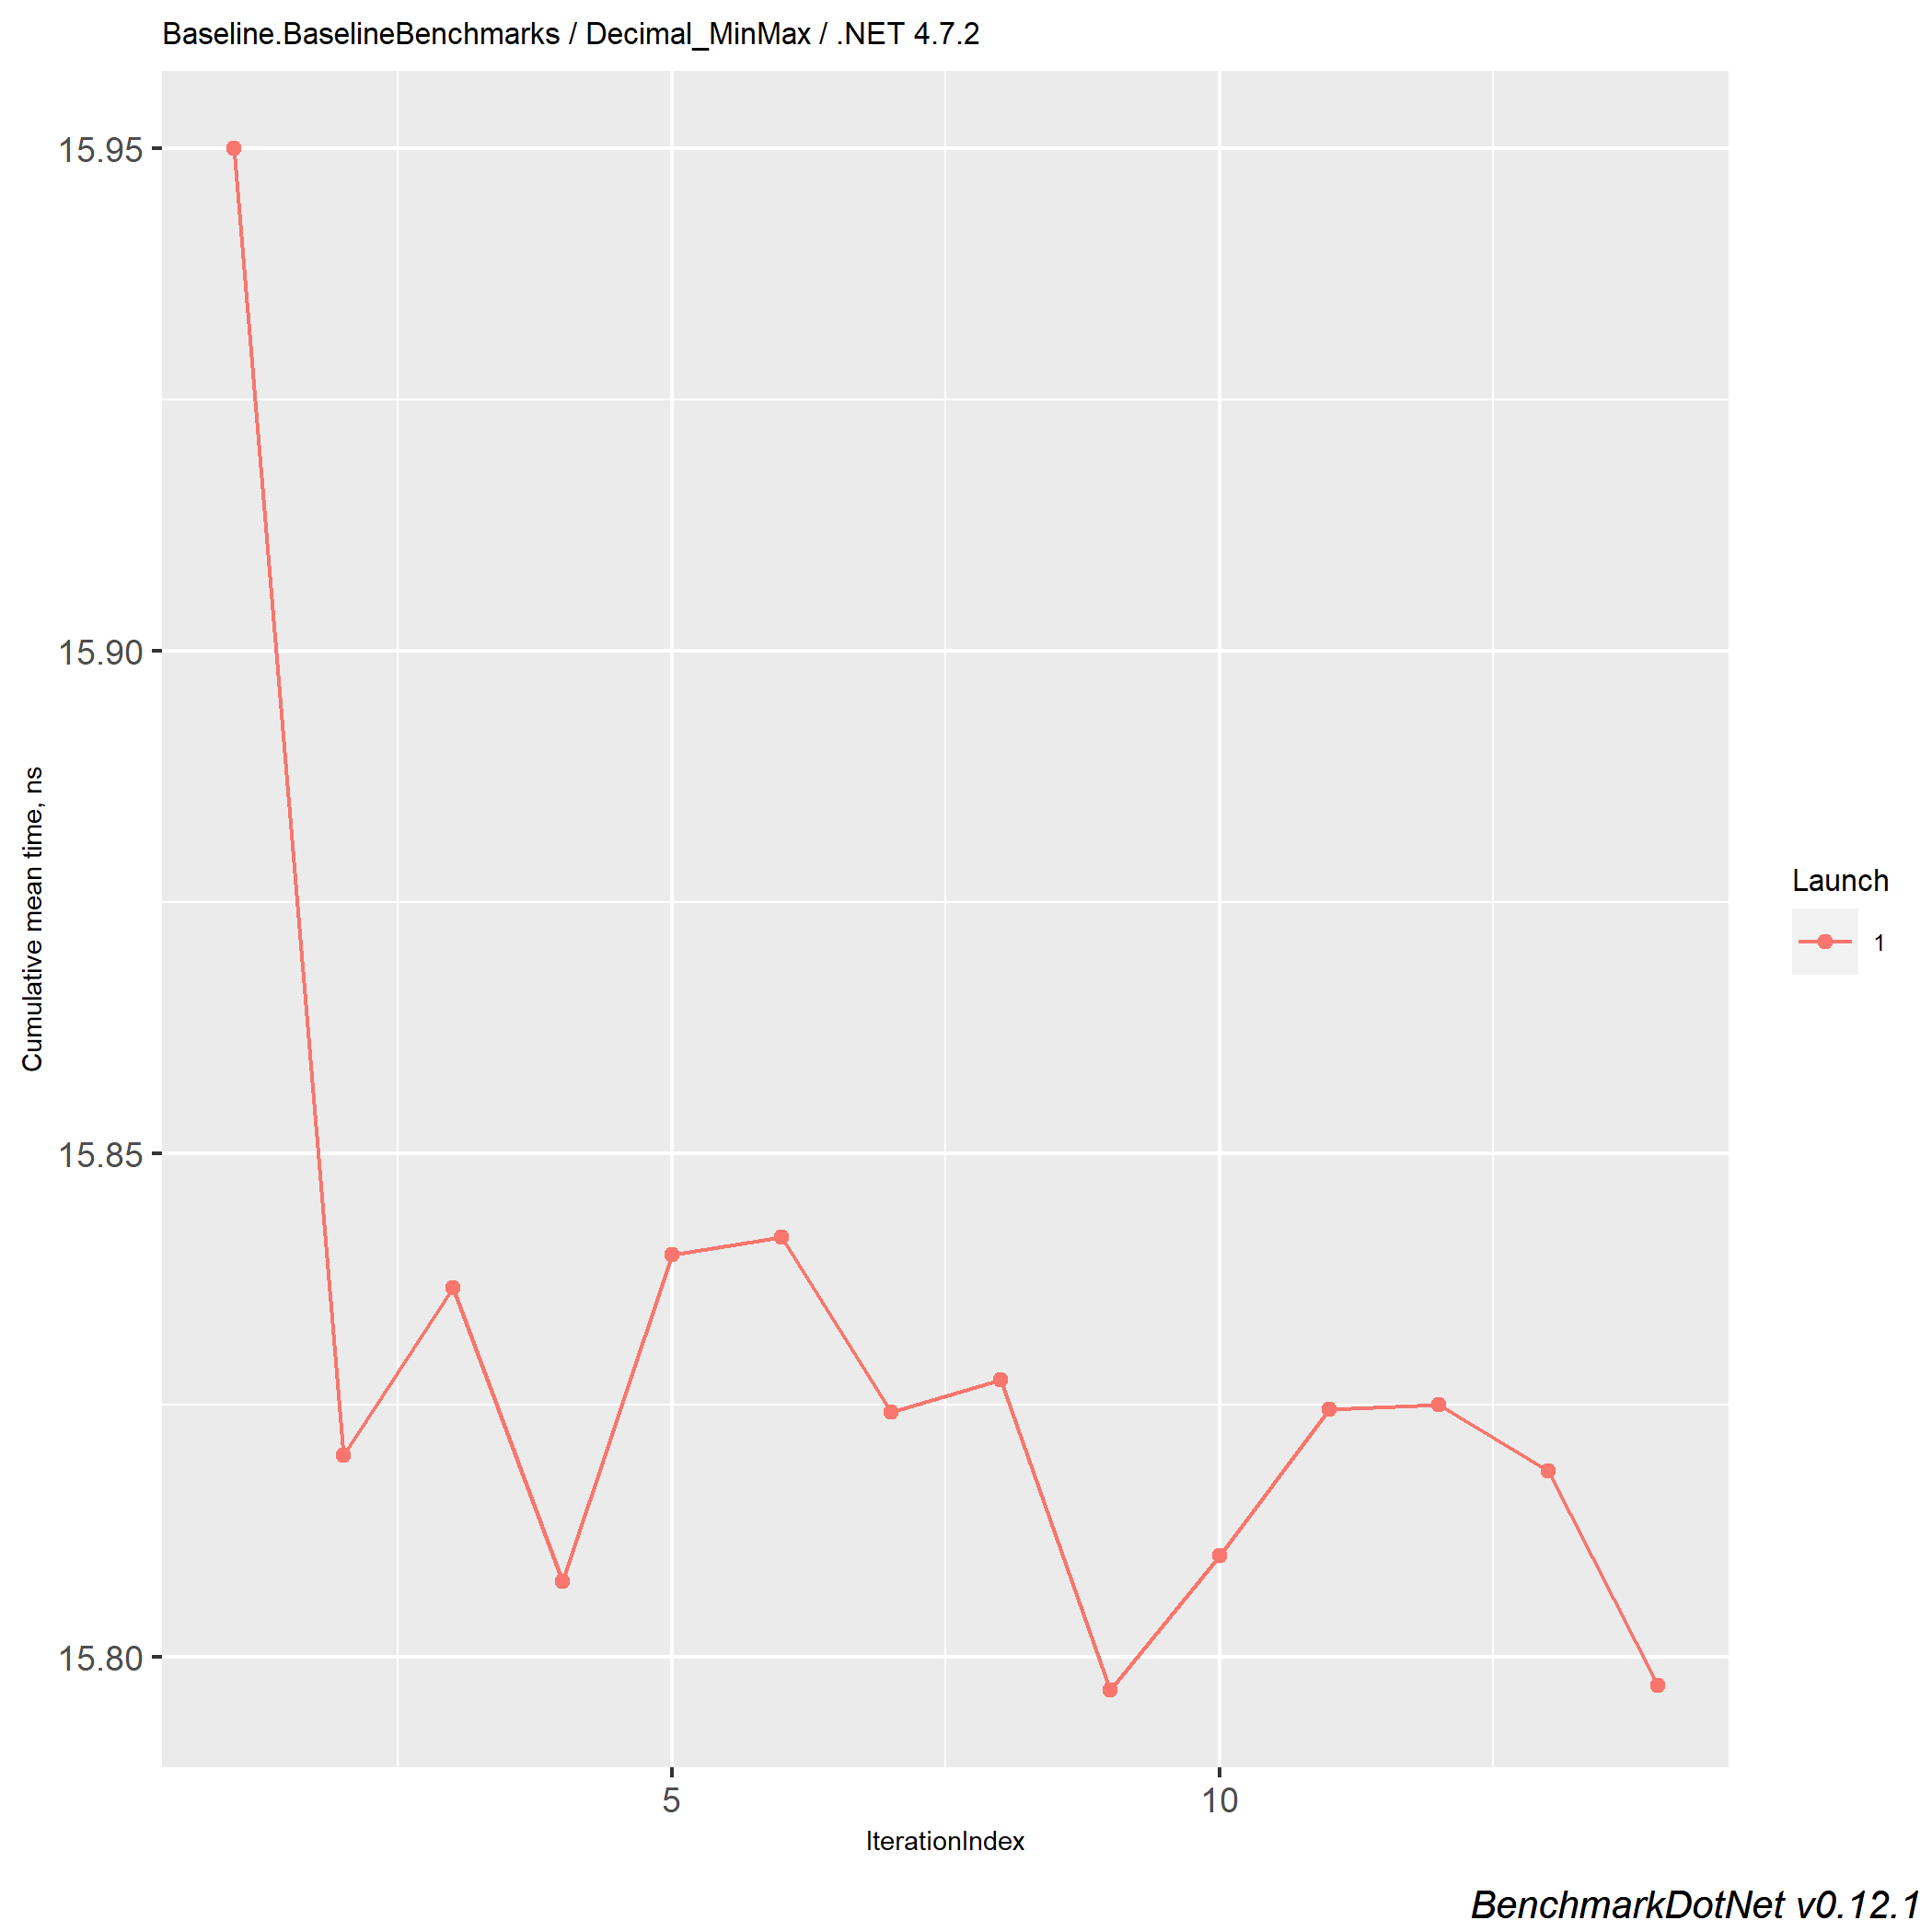 Baseline.BaselineBenchmarks / Decimal_MinMax / .NET 4.7.2
15.95
15.90
15.85
15.80
Cumulative mean time, ns
5
10
IterationIndex
Launch
1
BenchmarkDotNet v0.12.1